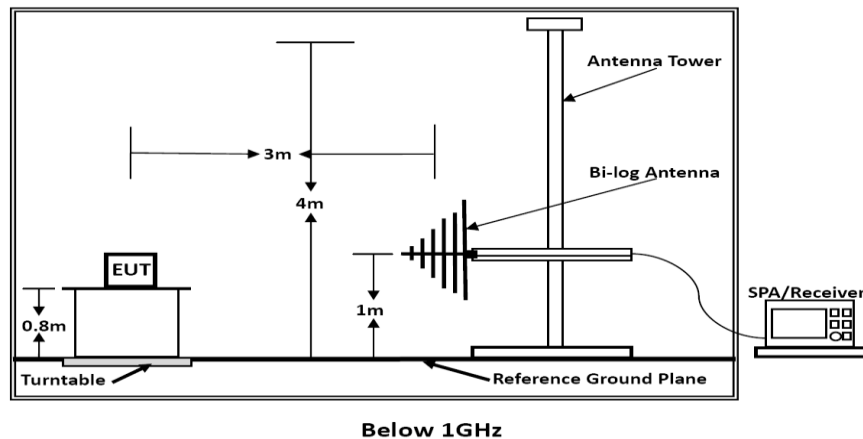 Antenna Tower
3m
Bi-log Antenna
4m
EUT
SPA/Receiver
1m
0.8m
Turntable
Reference Ground Plane
Below 1GHz